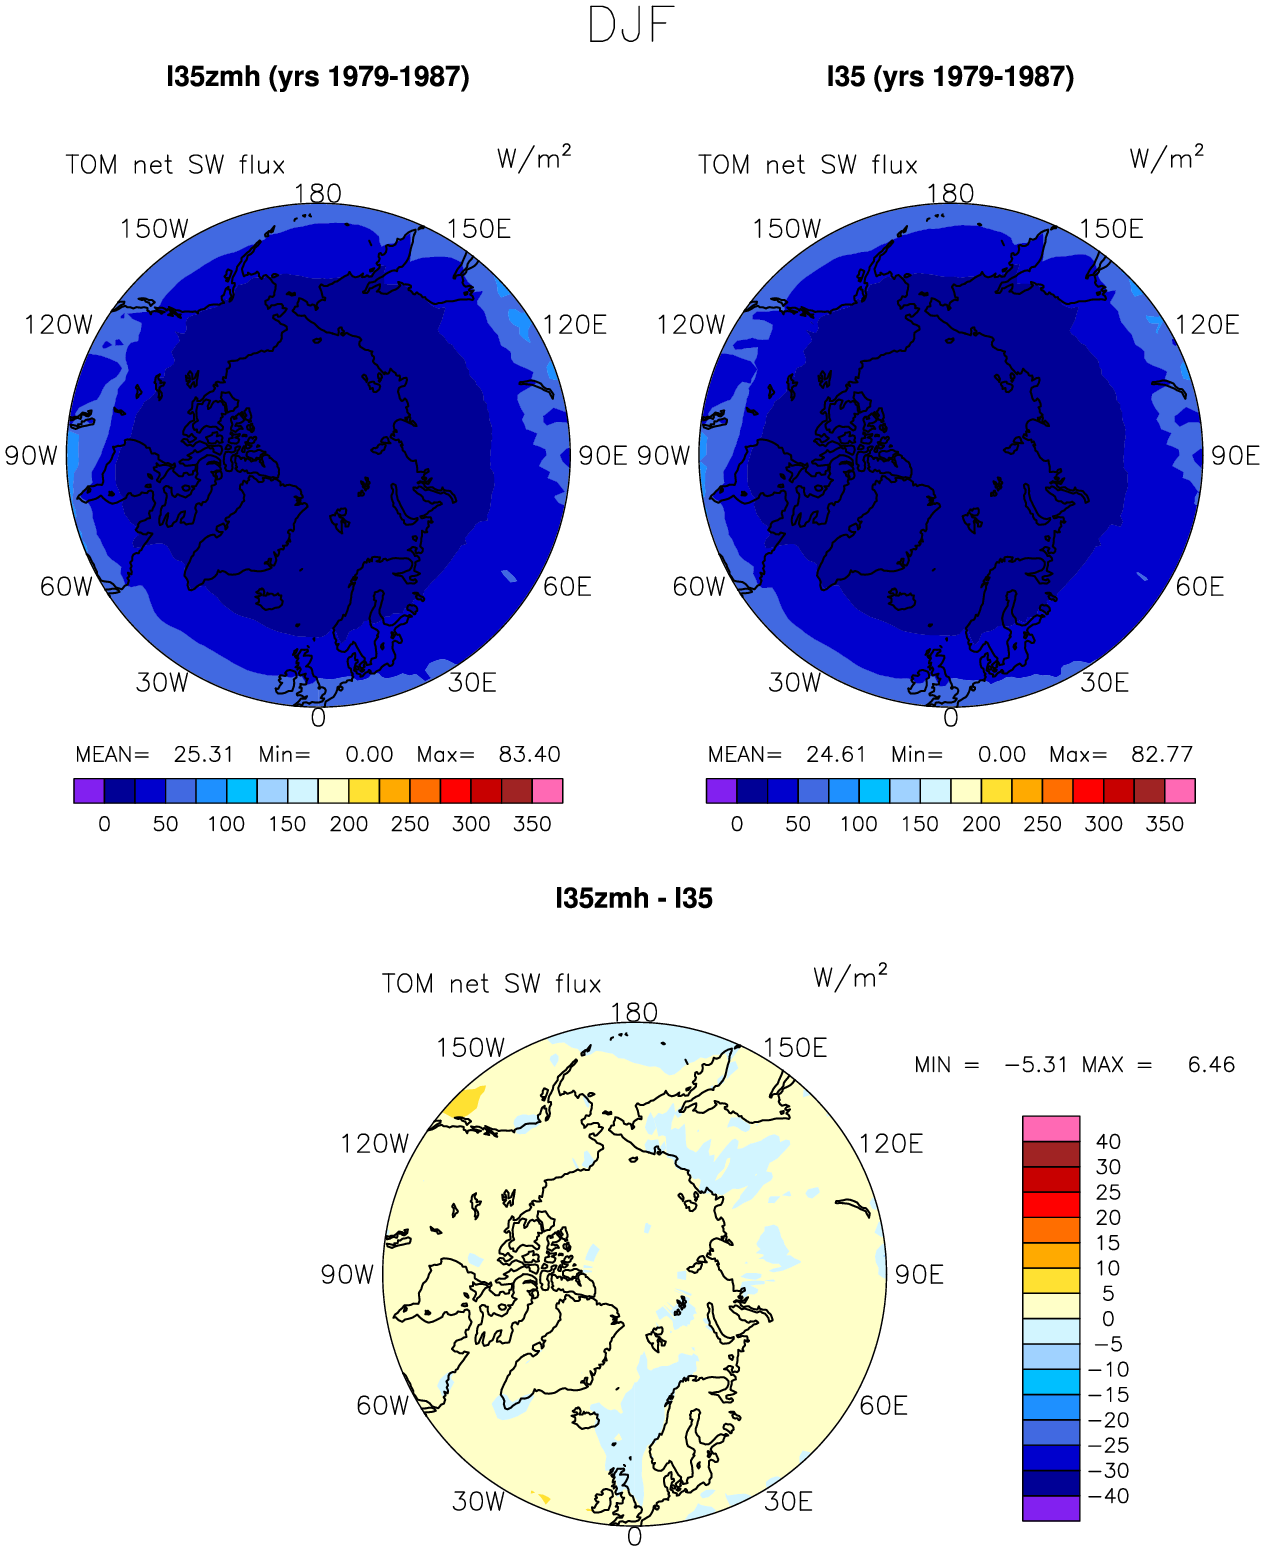 DJF
I35zmh (yrs 1979-1987)
I35 (yrs 1979-1987)
TOM net SW flux
W/m²
TOM net SW flux
W/m²
180
150W
150E
120W
120E
90W
90E
60W
60E
30W
30E
0
180
150W
150E
120W
120E
90W
90E
60W
60E
30W
30E
0
MEAN= 25.31 Min= 0.00 Max= 83.40
0 50 100 150 200 250 300 350
MEAN= 24.61 Min= 0.00 Max= 82.77
0 50 100 150 200 250 300 350
I35zmh - I35
TOM net SW flux
W/m²
180
150W
150E
120W
120E
90W
90E
60W
60E
30W
30E
0
MIN = −5.31 MAX = 6.46
40
30
25
20
15
10
5
0
−5
−10
−15
−20
−25
−30
−40